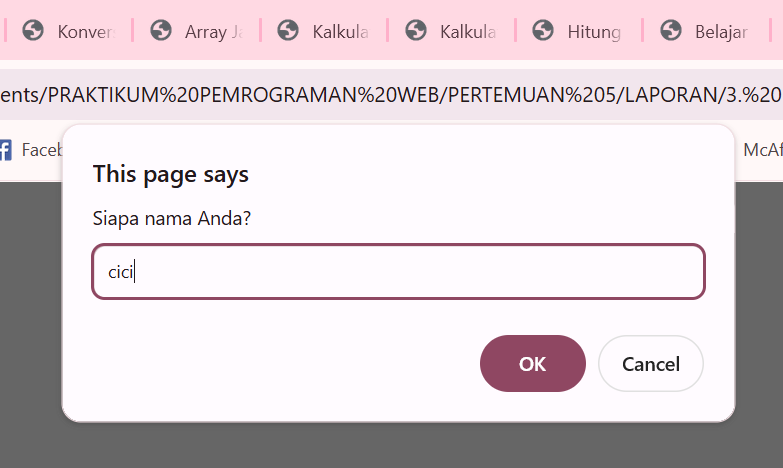 Konvers Array Ja Kalkula Kalkula Hitung Belajar
ents/PRAKTIKUM%20PEMROGRAMAN%20WEB/PERTEMUAN%205/LAPORAN/3.%20
Faceb McAf
This page says
Siapa nama Anda?
cici
OK Cancel